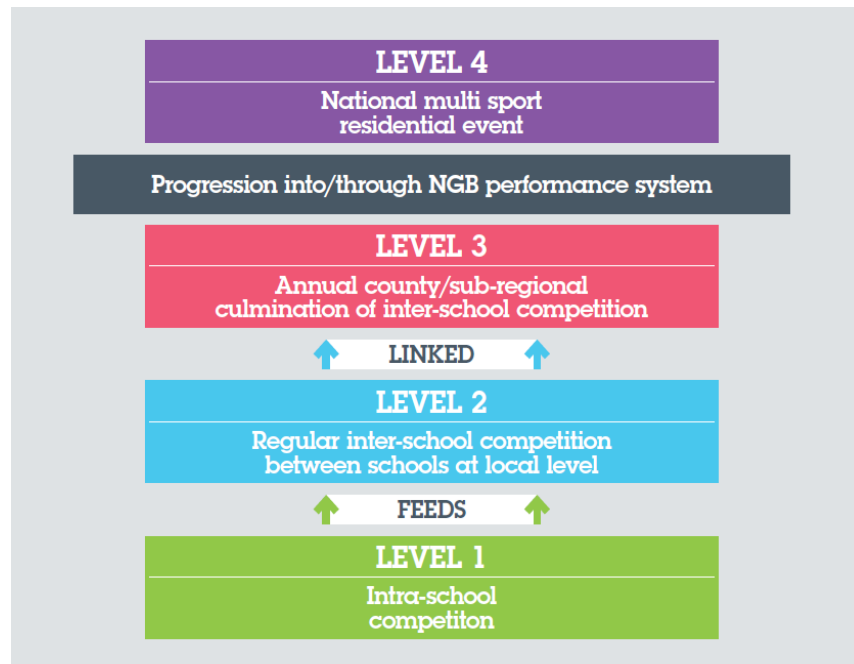 LEVEL 4
National multi sport
residential event
Progression into/through NGB performance system
LEVEL 3
Annual county/sub-regional
culmination of inter-school competition
LINKED
LEVEL 2
Regular inter-school competition
between schools at local level
FEEDS
LEVEL 1
Intra-school
competiton